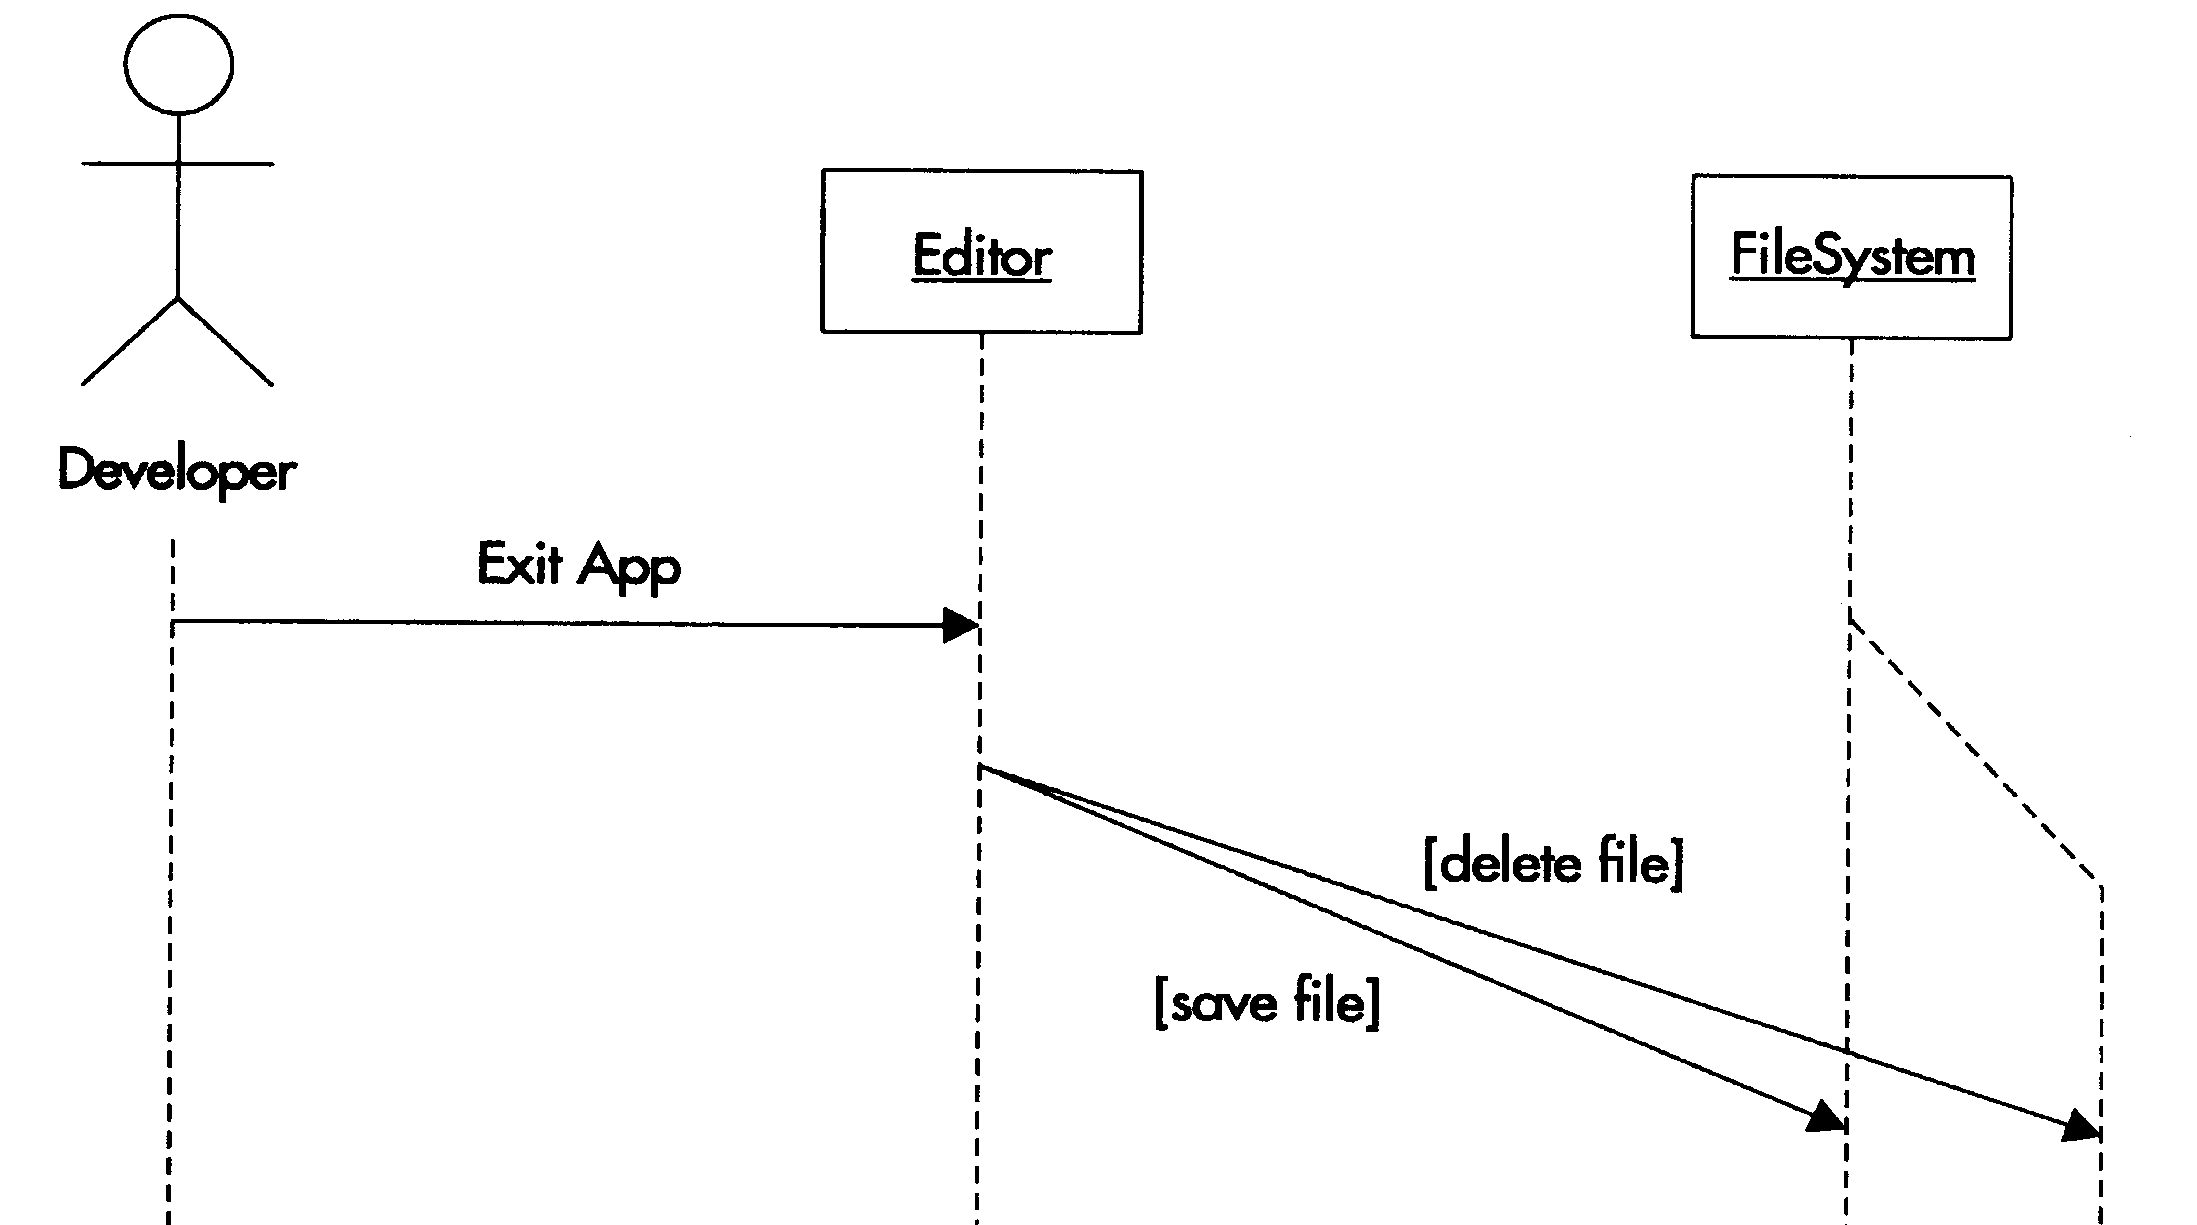 Editor
FileSystem
Developer
Exit App
[delete file]
[save file]